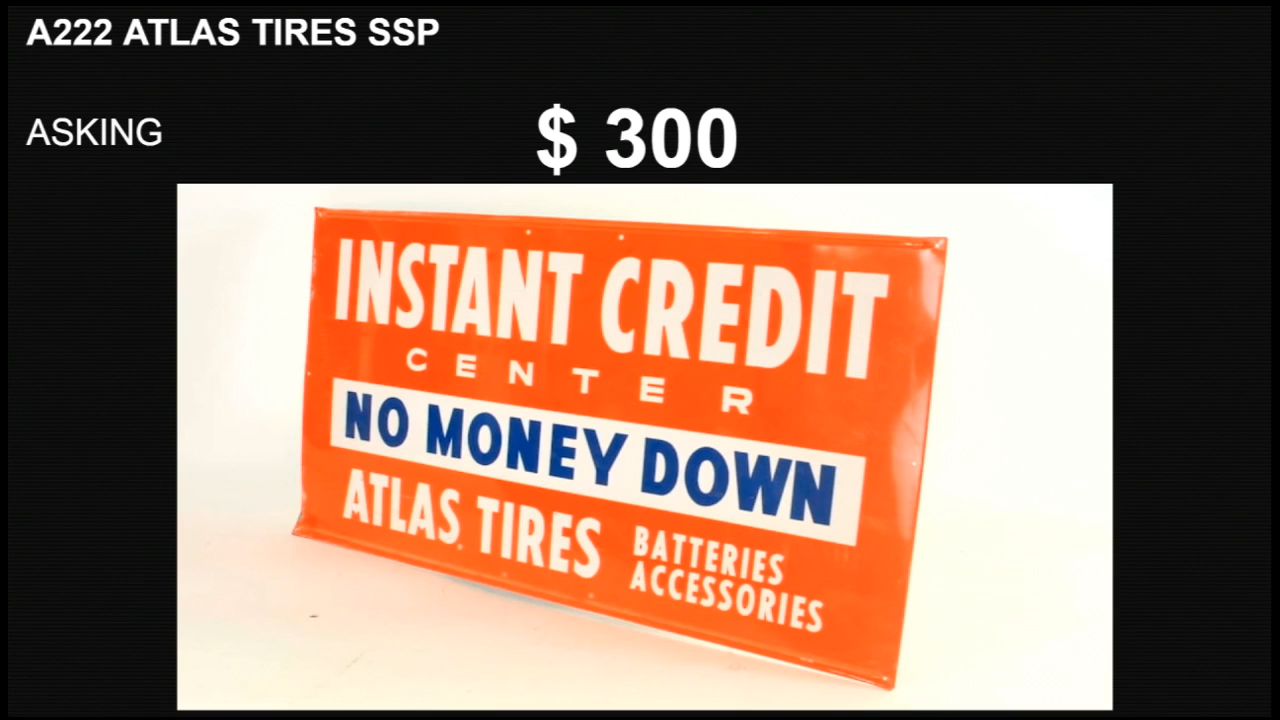 A222 ATLAS TIRES SSP
ASKING
$ 300
INSTANT CREDIT
CENTER
NO MONEY DOWN
ATLAS TIRES
BATTERIES
ACCESSORIES